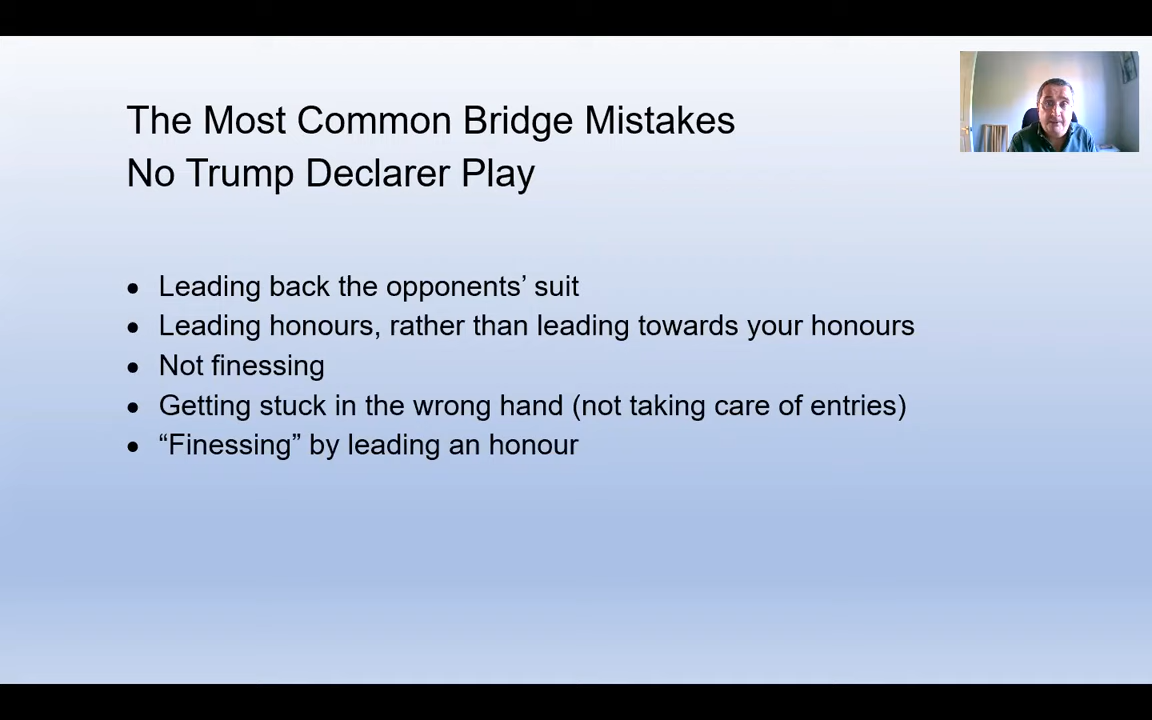 The Most Common Bridge Mistakes
No Trump Declarer Play
• Leading back the opponents’ suit
• Leading honours, rather than leading towards your honours
• Not finessing
• Getting stuck in the wrong hand (not taking care of entries)
• “Finessing” by leading an honour